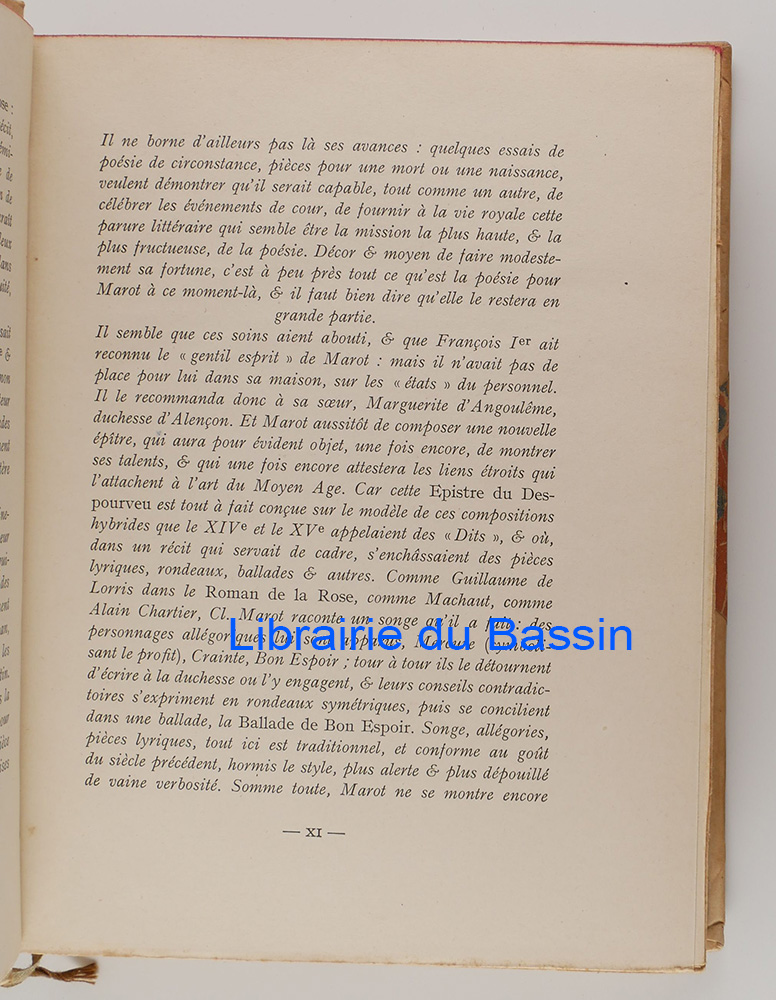 Il ne borne d'ailleurs pas là ses avances : quelques essais de
poésie de circonstance, pièces pour une mort ou une naissance,
veulent démontrer qu'il serait capable, tout comme un autre, de
célébrer les événements de cour, de fournir à la vie royale cette
parure littéraire qui semble être la mission la plus haute, & la
plus fructueuse, de la poésie. Décor & moyen de faire modeste-
ment sa fortune, c'est à peu près tout ce qu'est la poésie pour
Marot à ce moment-là, & il faut bien dire qu'elle le restera en
grande partie.
Il semble que ces soins aient abouti, & que François Ier ait
reconnu le « gentil esprit » de Marot : mais il n'avait pas de
place pour lui dans sa maison, sur les « états » du personnel.
Il le recommanda donc à sa sœur, Marguerite d'Angoulême,
duchesse d'Alençon. Et Marot aussitôt de composer une nouvelle
épître, qui aura pour évident objet, une fois encore, de montrer
ses talents, & qui une fois encore attestera les liens étroits qui
l'attachent à l'art du Moyen Age. Car cette Epistre du Des-
pourveu est tout à fait conçue sur le modèle de ces compositions
hybrides que le XIVe et le XVe appelaient des « Dits », & où,
dans un récit qui servait de cadre, s'enchâssaient des pièces
lyriques, rondeaux, ballades & autres. Comme Guillaume de
Lorris dans le Roman de la Rose, comme Machaut, comme
Alain Chartier, Cl. Marot raconte un songe qu'il a fait : des
personnages allégoriques lui sont apparus, Mercure (symboli-
sant le profit), Crainte, Bon Espoir ; tour à tour ils le détournent
d'écrire à la duchesse ou l'y engagent, & leurs conseils contradic-
toires s'expriment en rondeaux symétriques, puis se concilient
dans une ballade, la Ballade de Bon Espoir. Songe, allégories,
pièces lyriques, tout ici est traditionnel, et conforme au goût
du siècle précédent, hormis le style, plus alerte & plus dépouillé
de vaine verbosité. Somme toute, Marot ne se montre encore
— XI —
Librairie du Bassin